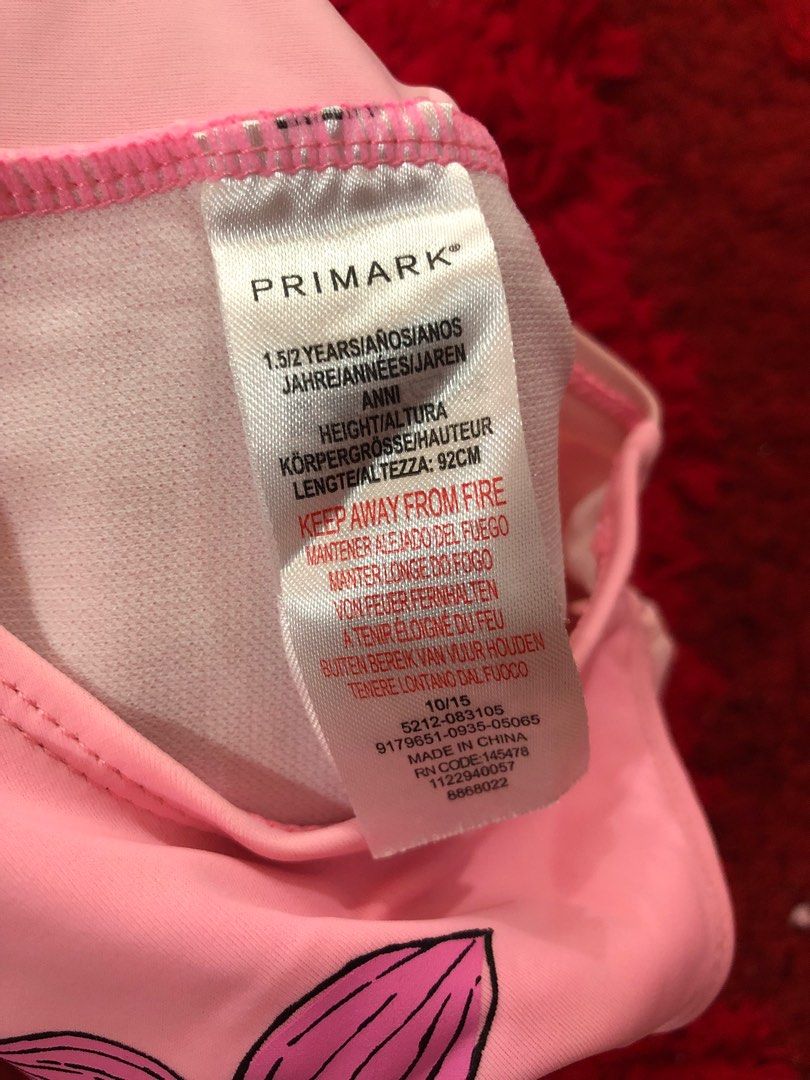 PRIMARK®
1.5/2 YEARS/AÑOS/ANOS
JAHRE/ANNÉES/JAREN
ANNI
HEIGHT/ALTURA
KÖRPERGRÖSSE/HAUTEUR
LENGTE/ALTEZZA: 92CM
KEEP AWAY FROM FIRE
MANTENER ALEJADO DEL FUEGO
MANTER LONGE DO FOGO
VON FEUER FERNHALTEN
A TENIR ÉLOIGNÉ DU FEU
BUITEN BEREIK VAN VUUR HOUDEN
TENERE LONTANO DAL FUOCO
10/15
5212-083105
9179651-0935-05065
MADE IN CHINA
RN CODE:145478
1122940057
8868022